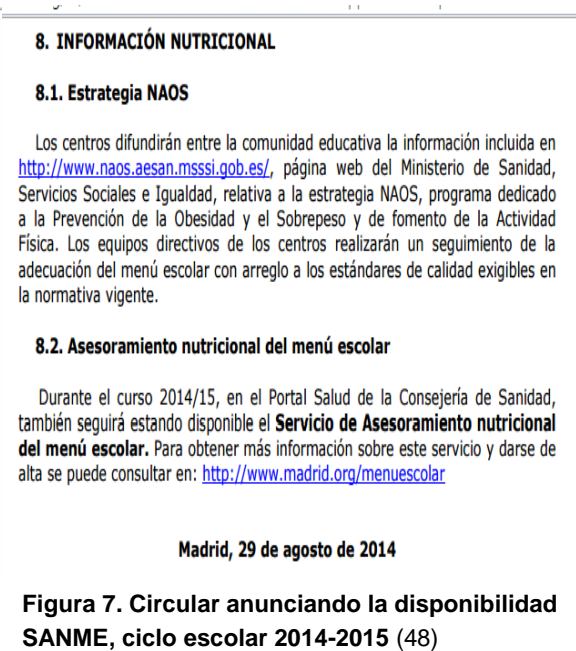 8. INFORMACIÓN NUTRICIONAL
8.1. Estrategia NAOS
Los centros difundirán entre la comunidad educativa la información incluida en
http://www.naos.aesan.msssi.gob.es/, página web del Ministerio de Sanidad,
Servicios Sociales e Igualdad, relativa a la estrategia NAOS, programa dedicado
a la Prevención de la Obesidad y el Sobrepeso y de fomento de la Actividad
Física. Los equipos directivos de los centros realizarán un seguimiento de la
adecuación del menú escolar con arreglo a los estándares de calidad exigibles en
la normativa vigente.
8.2. Asesoramiento nutricional del menú escolar
Durante el curso 2014/15, en el Portal Salud de la Consejería de Sanidad,
también seguirá estando disponible el Servicio de Asesoramiento nutricional
del menú escolar. Para obtener más información sobre este servicio y darse de
alta se puede consultar en: http://www.madrid.org/menuescolar
Madrid, 29 de agosto de 2014
Figura 7. Circular anunciando la disponibilidad
SANME, ciclo escolar 2014-2015 (48)